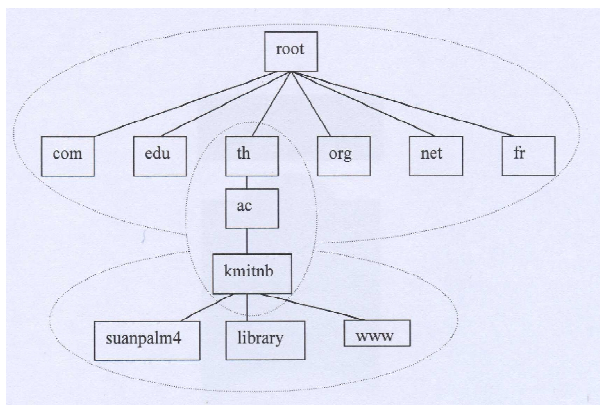 root
com edu th org net fr
ac
kmitnb
suanpalm4 library www